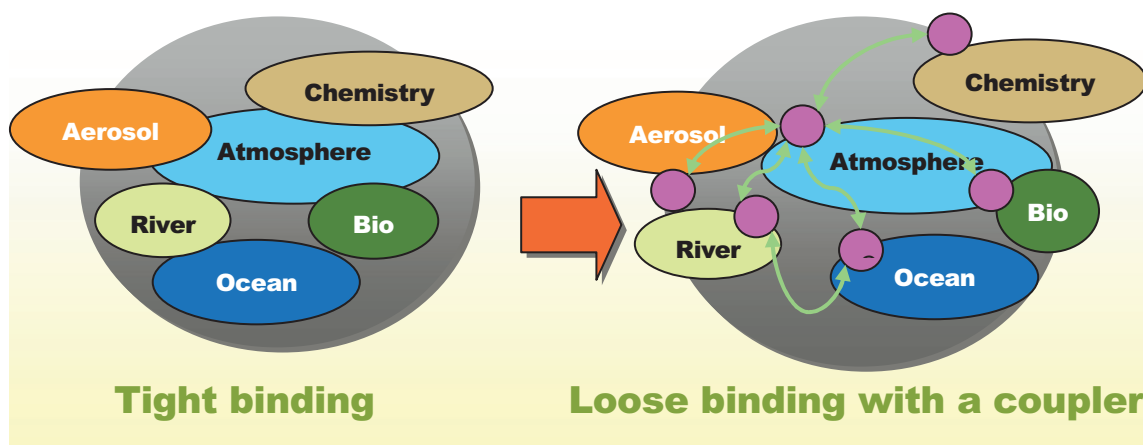 Chemistry
Aerosol
Atmosphere
River
Bio
Ocean
Tight binding
Chemistry
Aerosol
Atmosphere
Bio
River
Ocean
Loose binding with a coupler